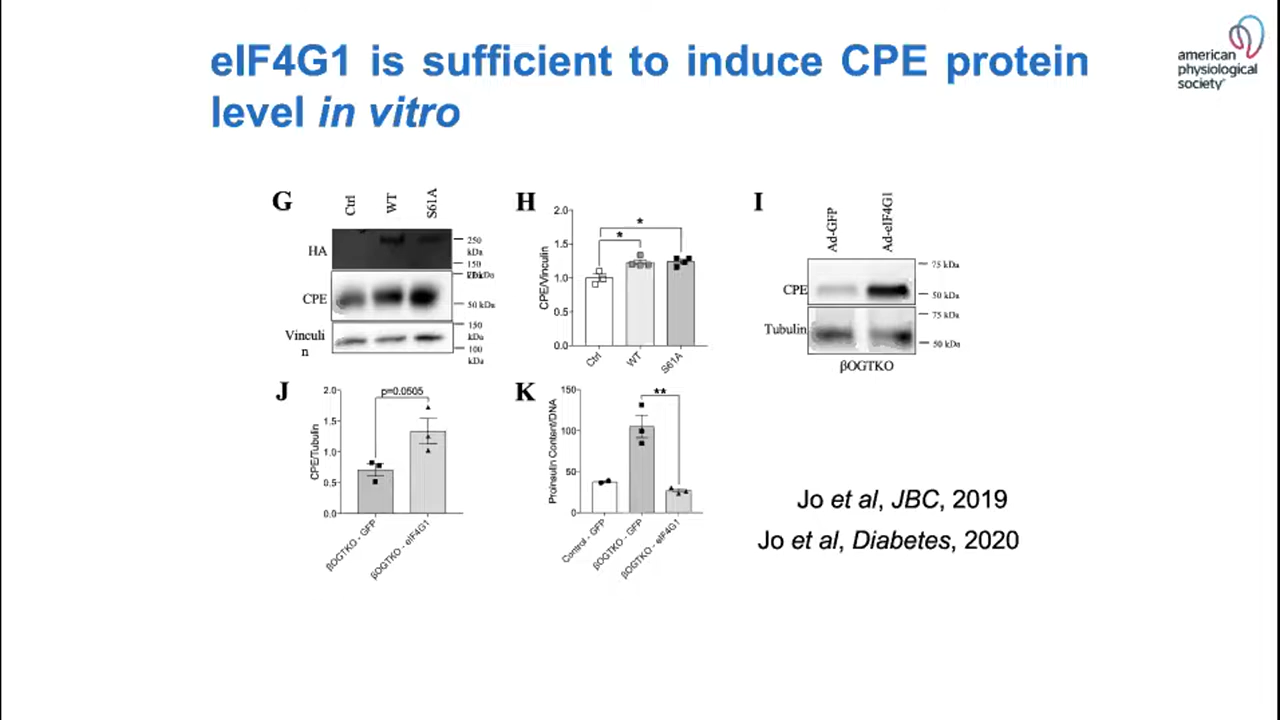 eIF4G1 is sufficient to induce CPE protein
level in vitro
american
physiological
society
G
Ctrl
WT
S61A
HA
250
kDa
150
kDa
CPE
50 kDa
Vinculi
n
150
kDa
100
kDa
H
CPE/Vinculin
2.0
1.5
1.0
0.5
0.0
*
*
Ctrl
WT
S61A
I
Ad-GFP
Ad-eIF4G1
CPE
75 kDa
50 kDa
Tubulin
75 kDa
50 kDa
βOGTKO
J
CPE/Tubulin
2.0
1.5
1.0
0.5
0.0
p=0.0505
βOGTKO - GFP
βOGTKO - eIF4G1
K
Proinsulin Content/DNA
150
100
50
0
**
Control - GFP
βOGTKO - GFP
βOGTKO - eIF4G1
Jo et al, JBC, 2019
Jo et al, Diabetes, 2020